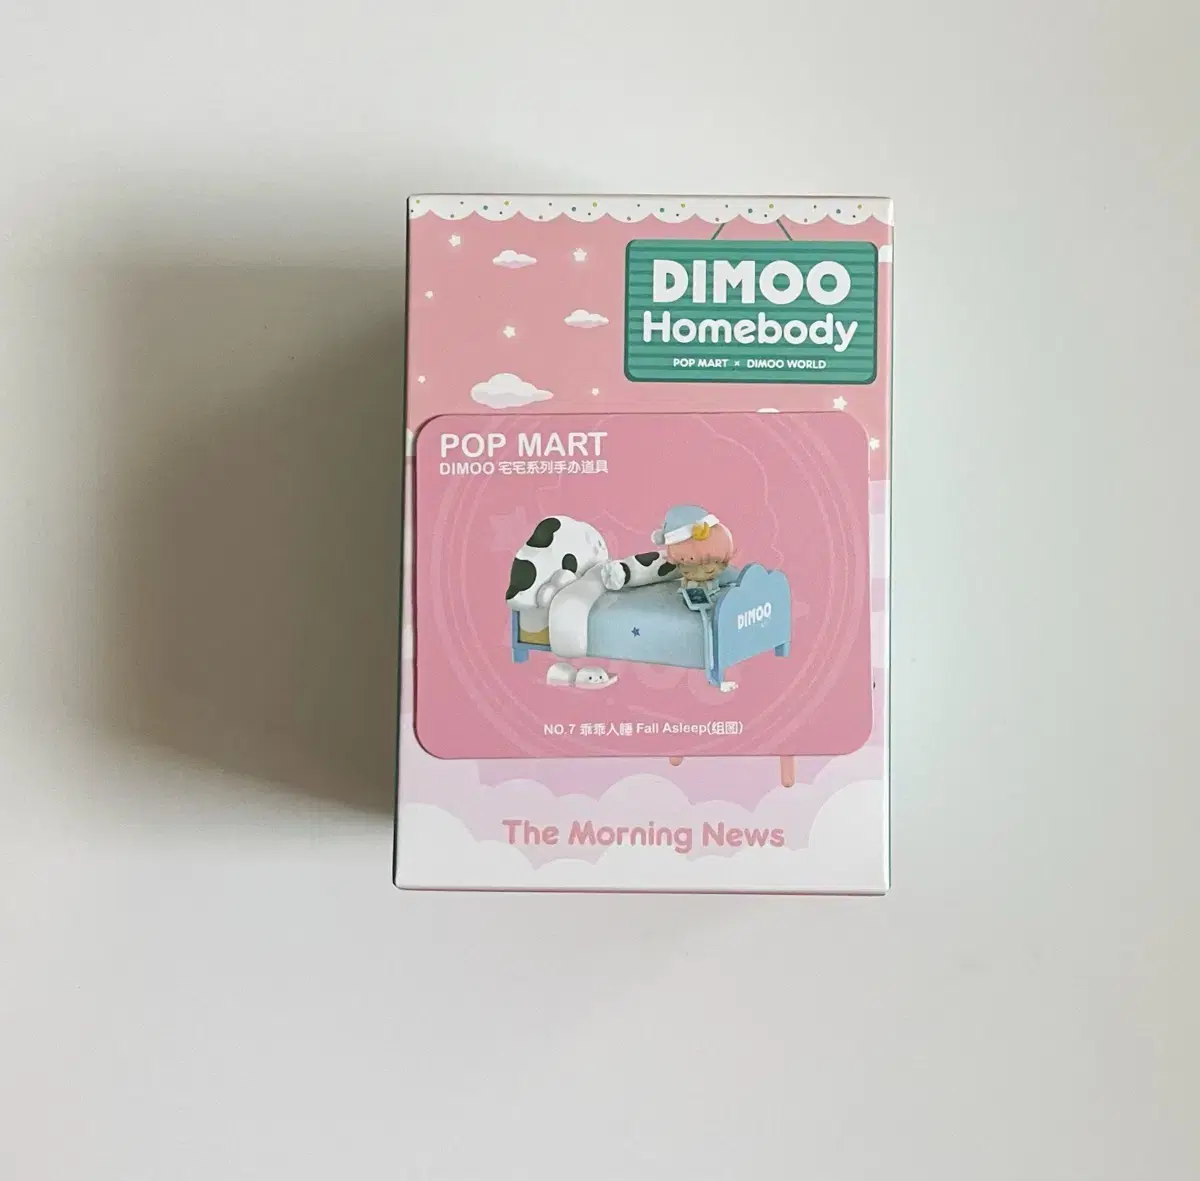 DIMOO
Homebody
POP MART × DIMOO WORLD
POP MART
DIMOO 宅宅系列手办道具
DIMOO
NO.7 乖乖入睡 Fall Asleep(组图)
The Morning News